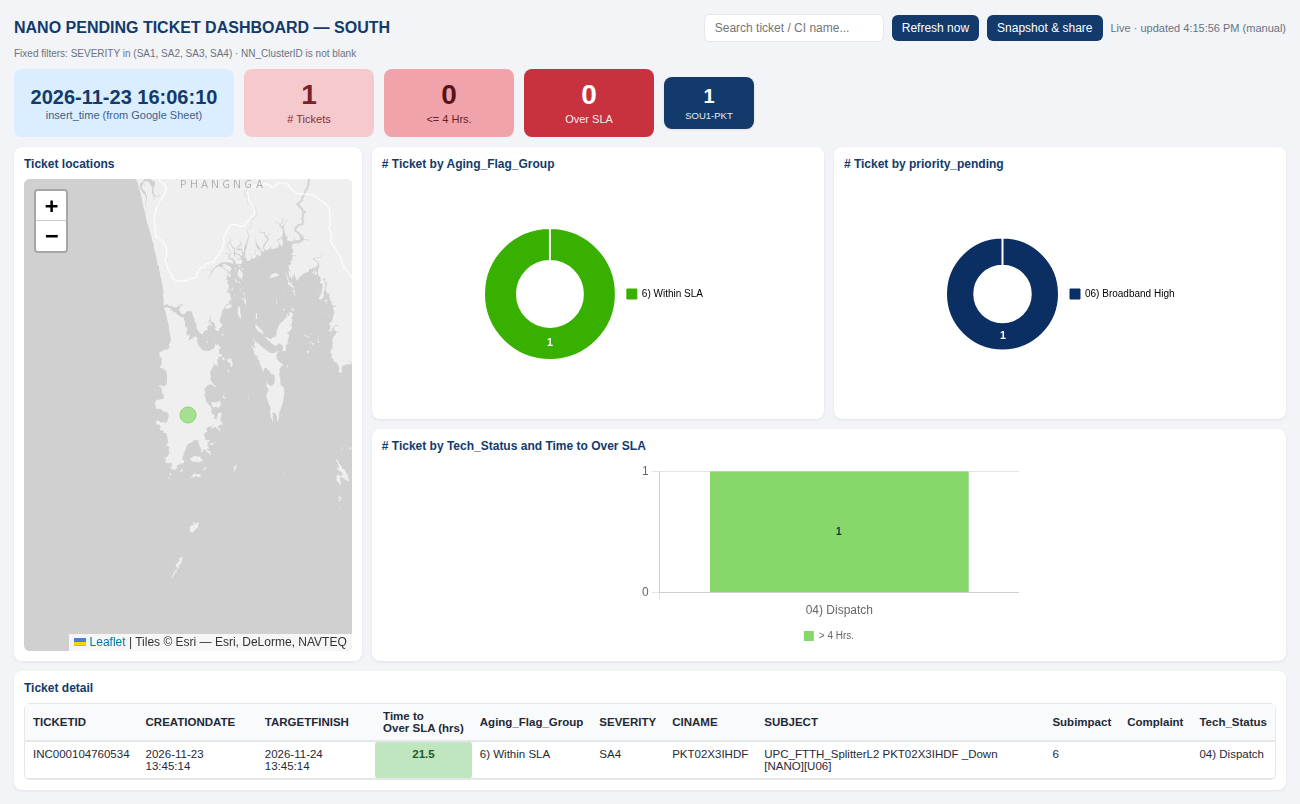 NANO PENDING TICKET DASHBOARD — SOUTH
Search ticket / CI name...
Refresh now
Snapshot & share
Live · updated 4:15:56 PM (manual)
Fixed filters: SEVERITY in (SA1, SA2, SA3, SA4) · NN_ClusterID is not blank
2026-11-23 16:06:10
insert_time (from Google Sheet)
1
# Tickets
0
<= 4 Hrs.
0
Over SLA
1
SOU1-PKT
Ticket locations
PHANGNGA
+
−
Leaflet | Tiles © Esri — Esri, DeLorme, NAVTEQ
# Ticket by Aging_Flag_Group
1
6) Within SLA
# Ticket by priority_pending
1
06) Broadband High
# Ticket by Tech_Status and Time to Over SLA
1
1
0
04) Dispatch
> 4 Hrs.
Ticket detail
TICKETID CREATIONDATE TARGETFINISH Time to Over SLA (hrs) Aging_Flag_Group SEVERITY CINAME SUBJECT Subimpact Complaint Tech_Status
INC000104760534 2026-11-23 13:45:14 2026-11-24 13:45:14 21.5 6) Within SLA SA4 PKT02X3IHDF UPC_FTTH_SplitterL2 PKT02X3IHDF _Down [NANO][U06] 6 04) Dispatch